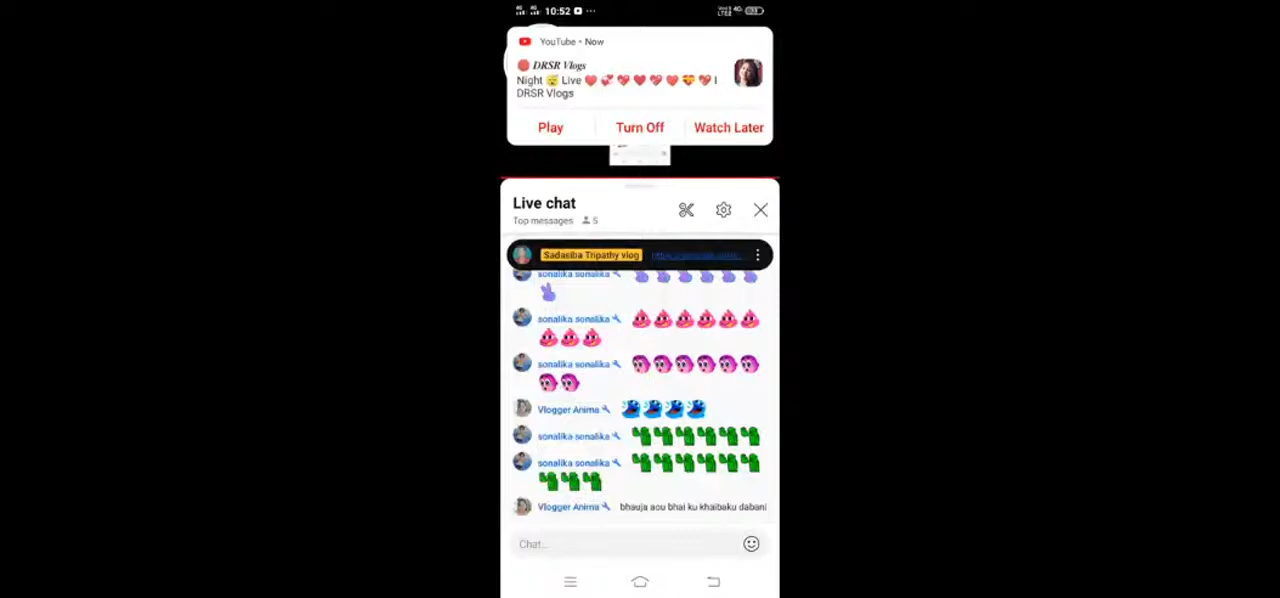 10:52
YouTube • Now
DRSR Vlogs
Night 😴 Live ❤️ 💞 💖 ❤️ 💖 ❤️ 💝 💖 I
DRSR Vlogs
Play Turn Off Watch Later
Live chat
Top messages 5
Sadasiba Tripathy vlog
sonalika sonalika
sonalika sonalika
sonalika sonalika
Vlogger Anima
sonalika sonalika
sonalika sonalika
Vlogger Anima bhauja aou bhai ku khaibaku dabani
Chat...